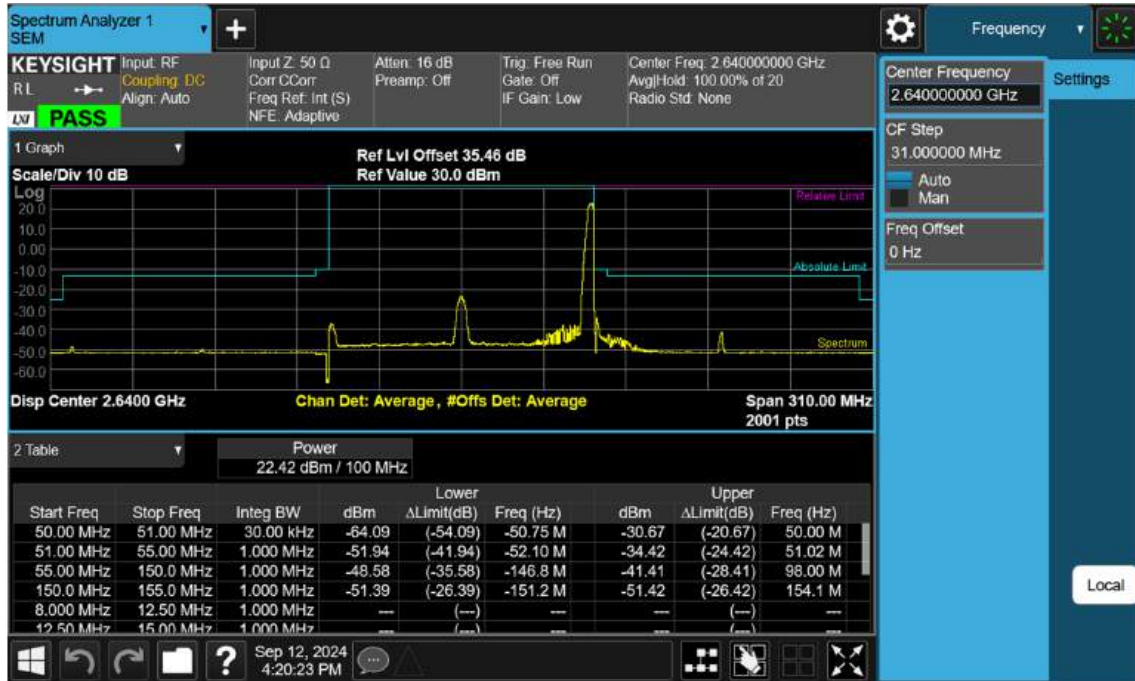 Spectrum Analyzer 1
SEM
Frequency
KEYSIGHT
Input: RF
Coupling: DC
Align: Auto
Input Z: 50 Ω
Corr CCorr
Freq Ref: Int (S)
NFE: Adaptive
Atten: 16 dB
Preamp: Off
Trig: Free Run
Gate: Off
IF Gain: Low
Center Freq: 2.640000000 GHz
Avg|Hold: 100.00% of 20
Radio Std: None
R L
LXI
PASS
Center Frequency
2.640000000 GHz
Settings
CF Step
31.000000 MHz
Auto
Man
Freq Offset
0 Hz
Local
1 Graph
Scale/Div 10 dB
Ref Lvl Offset 35.46 dB
Ref Value 30.0 dBm
Log
20.0
10.0
0.00
-10.0
-20.0
-30.0
-40.0
-50.0
-60.0
Relative Limit
Absolute Limit
Spectrum
Disp Center 2.6400 GHz
Chan Det: Average, #Offs Det: Average
Span 310.00 MHz
2001 pts
2 Table
Power
22.42 dBm / 100 MHz
Lower Upper
Start Freq Stop Freq Integ BW dBm ΔLimit(dB) Freq (Hz) dBm ΔLimit(dB) Freq (Hz)
50.00 MHz 51.00 MHz 30.00 kHz -64.09 (-54.09) -50.75 M -30.67 (-20.67) 50.00 M
51.00 MHz 55.00 MHz 1.000 MHz -51.94 (-41.94) -52.10 M -34.42 (-24.42) 51.02 M
55.00 MHz 150.0 MHz 1.000 MHz -48.58 (-35.58) -146.8 M -41.41 (-28.41) 98.00 M
150.0 MHz 155.0 MHz 1.000 MHz -51.39 (-26.39) -151.2 M -51.42 (-26.42) 154.1 M
8.000 MHz 12.50 MHz 1.000 MHz --- (---) --- --- (---) ---
12.50 MHz 15.00 MHz 1.000 MHz --- (---) --- --- (---) ---
Sep 12, 2024
4:20:23 PM